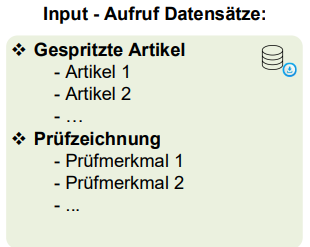 Input - Aufruf Datensätze:
❖ Gespritzte Artikel
- Artikel 1
- Artikel 2
- …
❖ Prüfzeichnung
- Prüfmerkmal 1
- Prüfmerkmal 2
- ...